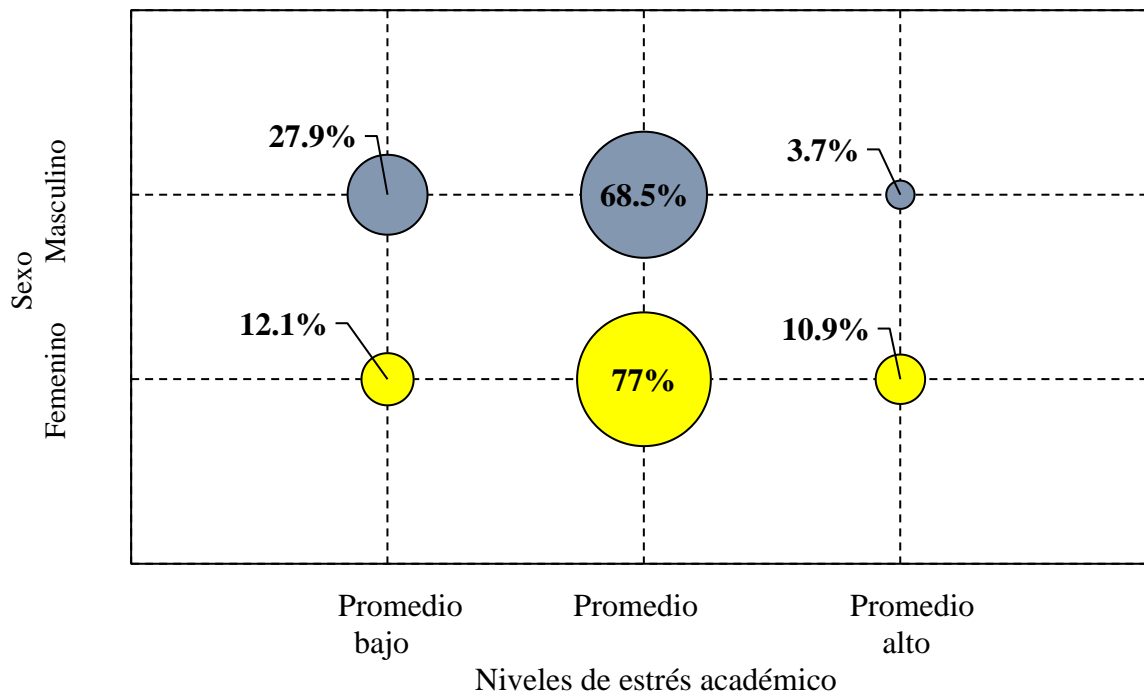 27.9%
68.5%
3.7%
Masculino
Sexo
12.1%
77%
10.9%
Femenino
Promedio
bajo
Promedio
Promedio
alto
Niveles de estrés académico